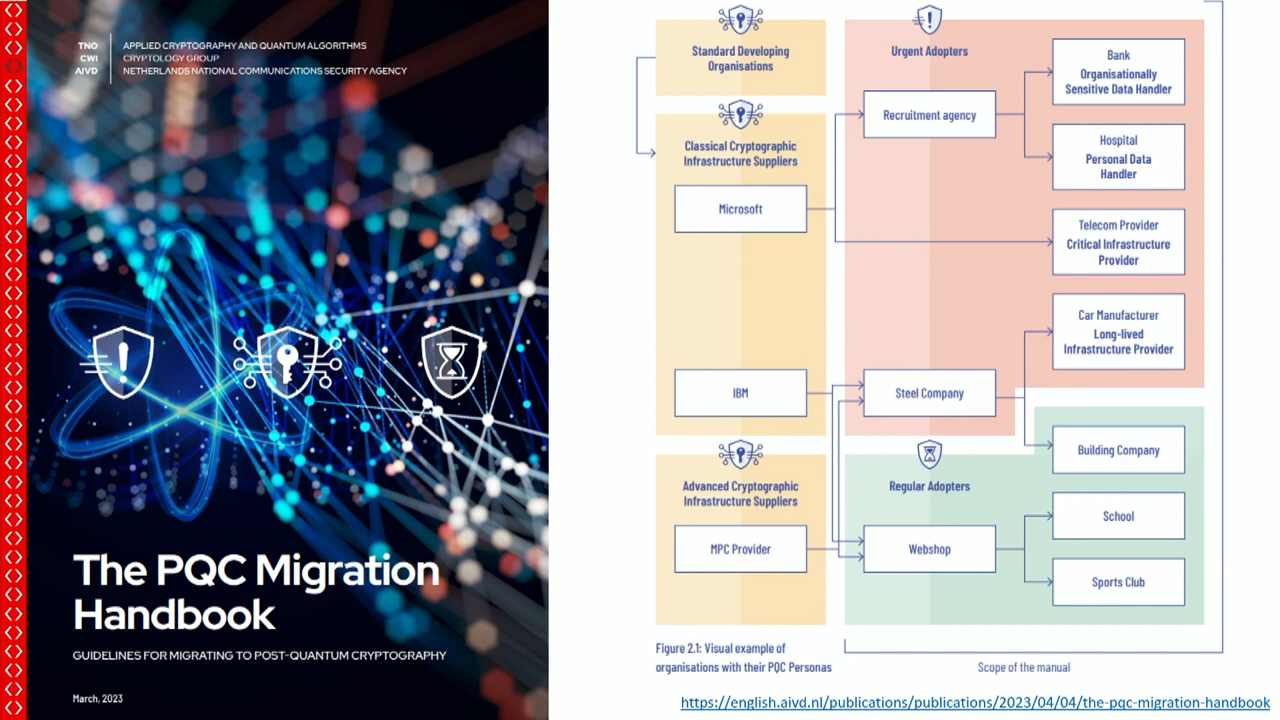 TNO
CWI
AIVD
APPLIED CRYPTOGRAPHY AND QUANTUM ALGORITHMS
CRYPTOLOGY GROUP
NETHERLANDS NATIONAL COMMUNICATIONS SECURITY AGENCY
The PQC Migration
Handbook
GUIDELINES FOR MIGRATING TO POST-QUANTUM CRYPTOGRAPHY
March, 2023
Standard Developing
Organisations
Classical Cryptographic
Infrastructure Suppliers
Microsoft
IBM
Advanced Cryptographic
Infrastructure Suppliers
MPC Provider
Urgent Adopters
Recruitment agency
Steel Company
Bank
Organisationally
Sensitive Data Handler
Hospital
Personal Data
Handler
Telecom Provider
Critical Infrastructure
Provider
Car Manufacturer
Long-lived
Infrastructure Provider
Regular Adopters
Webshop
Building Company
School
Sports Club
Figure 2.1: Visual example of
organisations with their PQC Personas
Scope of the manual
https://english.aivd.nl/publications/publications/2023/04/04/the-pqc-migration-handbook